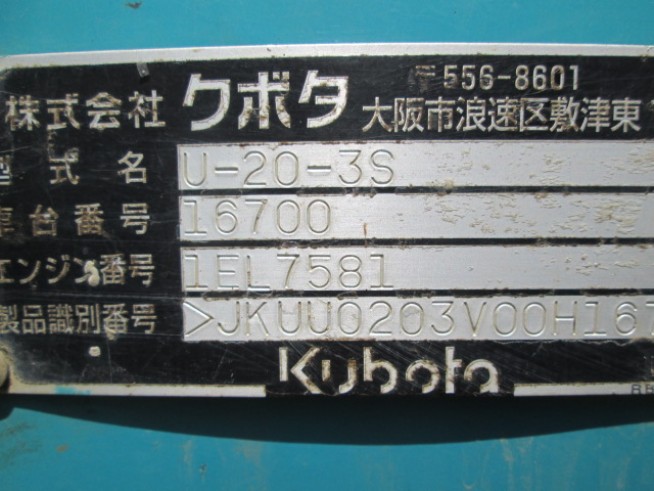 株式会社 クボタ 〒556-8601
大阪市浪速区敷津東
型式名 U-20-3S
車台番号 16700
エンジン番号 1EL7581
製品識別番号 >JKUU0203V00H167
Kubota